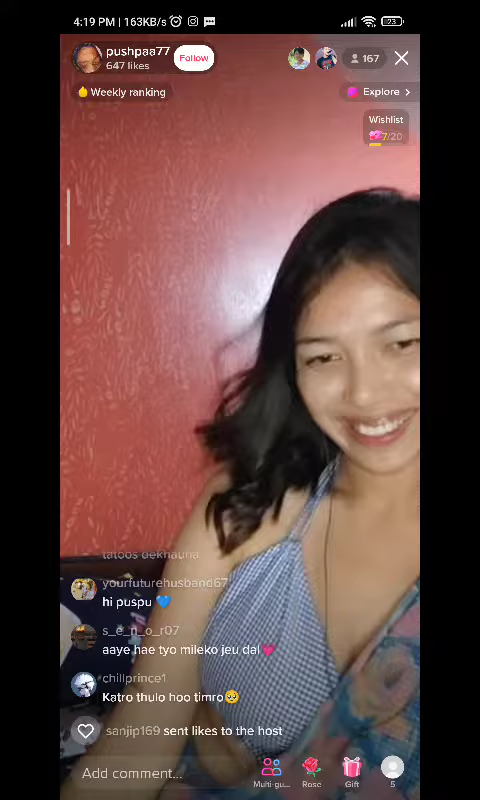 4:19 PM | 163KB/s
23
pushpaa77
647 likes
Follow
167
Weekly ranking
Explore >
Wishlist
7/20
tatoos dekhauna
yourfuturehusband67
hi puspu 💙
s_e_n_o_r07
aaye hae tyo mileko jeu dal💓
chillprince1
Katro thulo hoo timro🥺
sanjip169 sent likes to the host
Add comment...
Multi-gu...
Rose
Gift
5